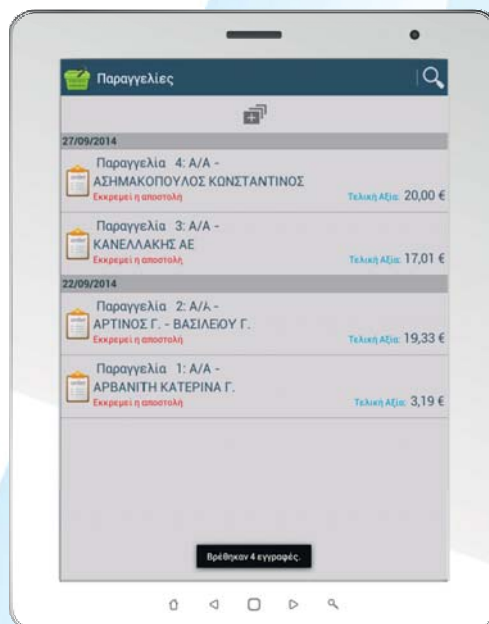 Παραγγελίες
27/09/2014
Παραγγελία 4: Α/Α -
ΑΣΗΜΑΚΟΠΟΥΛΟΣ ΚΩΝΣΤΑΝΤΙΝΟΣ
Εκκρεμεί η αποστολή Τελική Αξία: 20,00 €
Παραγγελία 3: Α/Α -
ΚΑΝΕΛΛΑΚΗΣ ΑΕ
Εκκρεμεί η αποστολή Τελική Αξία: 17,01 €
22/09/2014
Παραγγελία 2: Α/Α -
ΑΡΤΙΝΟΣ Γ. - ΒΑΣΙΛΕΙΟΥ Γ.
Εκκρεμεί η αποστολή Τελική Αξία: 19,33 €
Παραγγελία 1: Α/Α -
ΑΡΒΑΝΙΤΗ ΚΑΤΕΡΙΝΑ Γ.
Εκκρεμεί η αποστολή Τελική Αξία: 3,19 €
Βρέθηκαν 4 εγγραφές.